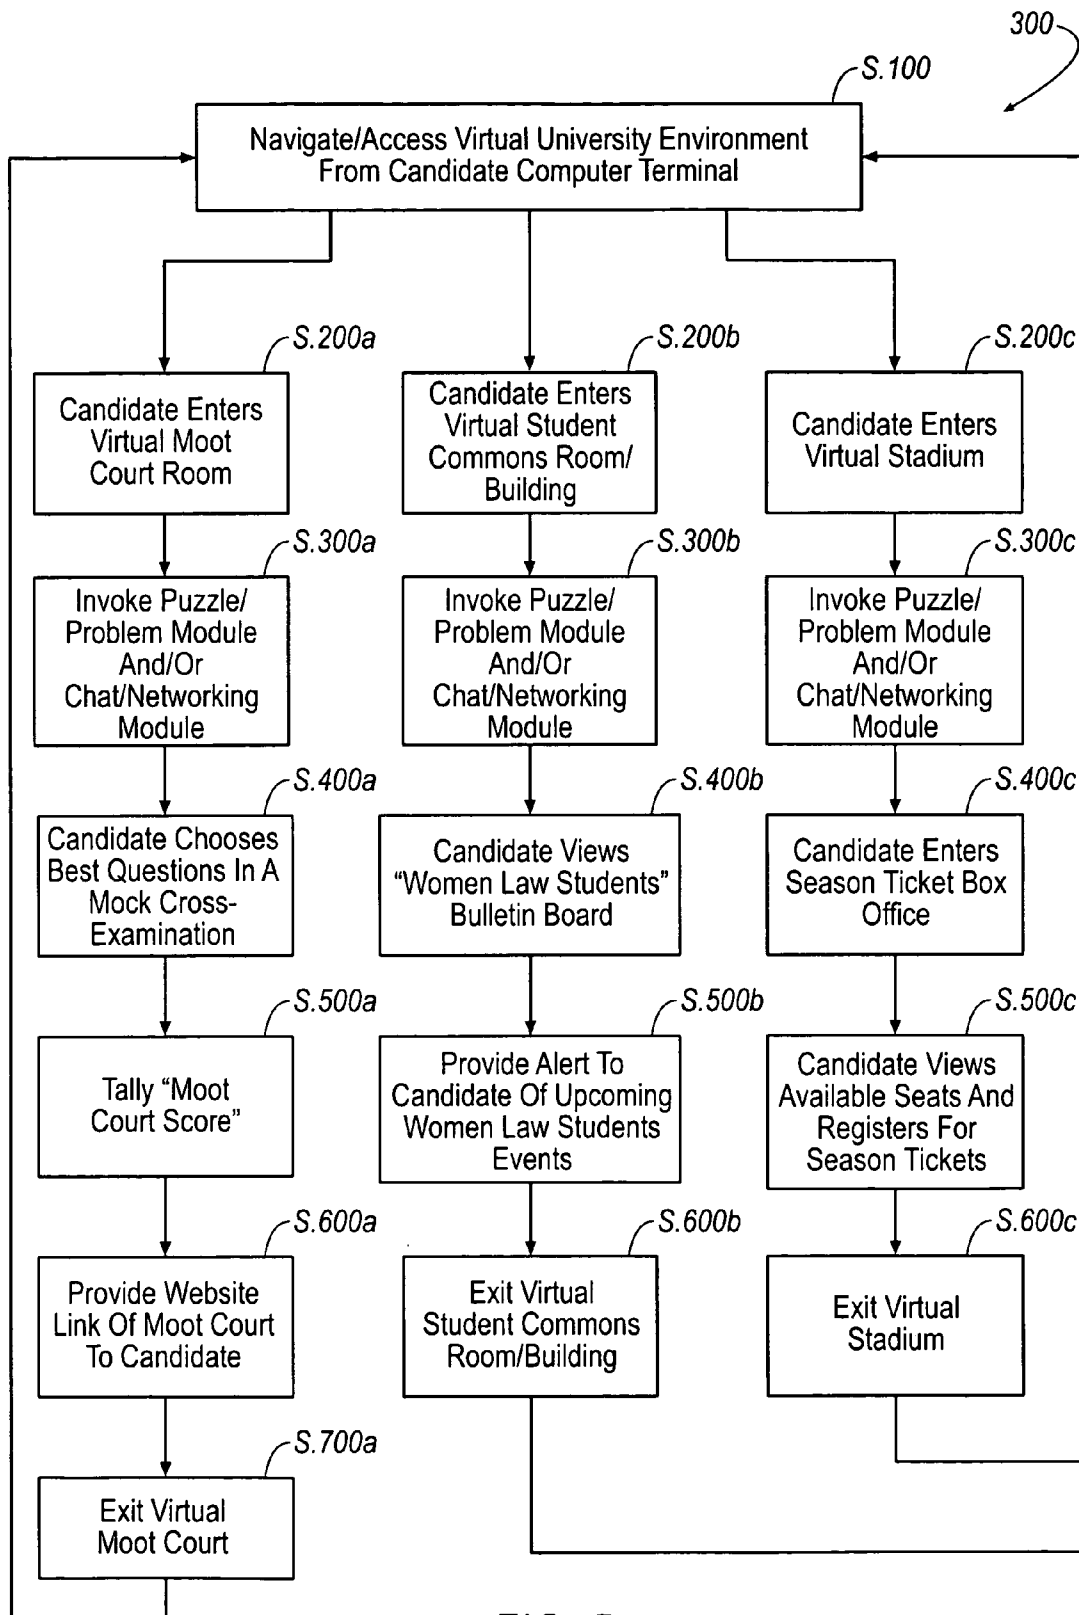 300
S.100
Navigate/Access Virtual University Environment
From Candidate Computer Terminal
S.200a
Candidate Enters
Virtual Moot
Court Room
S.200b
Candidate Enters
Virtual Student
Commons Room/
Building
S.200c
Candidate Enters
Virtual Stadium
S.300a
Invoke Puzzle/
Problem Module
And/Or
Chat/Networking
Module
S.300b
Invoke Puzzle/
Problem Module
And/Or
Chat/Networking
Module
S.300c
Invoke Puzzle/
Problem Module
And/Or
Chat/Networking
Module
S.400a
Candidate Chooses
Best Questions In A
Mock Cross-
Examination
S.400b
Candidate Views
“Women Law Students”
Bulletin Board
S.400c
Candidate Enters
Season Ticket Box
Office
S.500a
Tally “Moot
Court Score”
S.500b
Provide Alert To
Candidate Of Upcoming
Women Law Students
Events
S.500c
Candidate Views
Available Seats And
Registers For
Season Tickets
S.600a
Provide Website
Link Of Moot Court
To Candidate
S.600b
Exit Virtual
Student Commons
Room/Building
S.600c
Exit Virtual
Stadium
S.700a
Exit Virtual
Moot Court